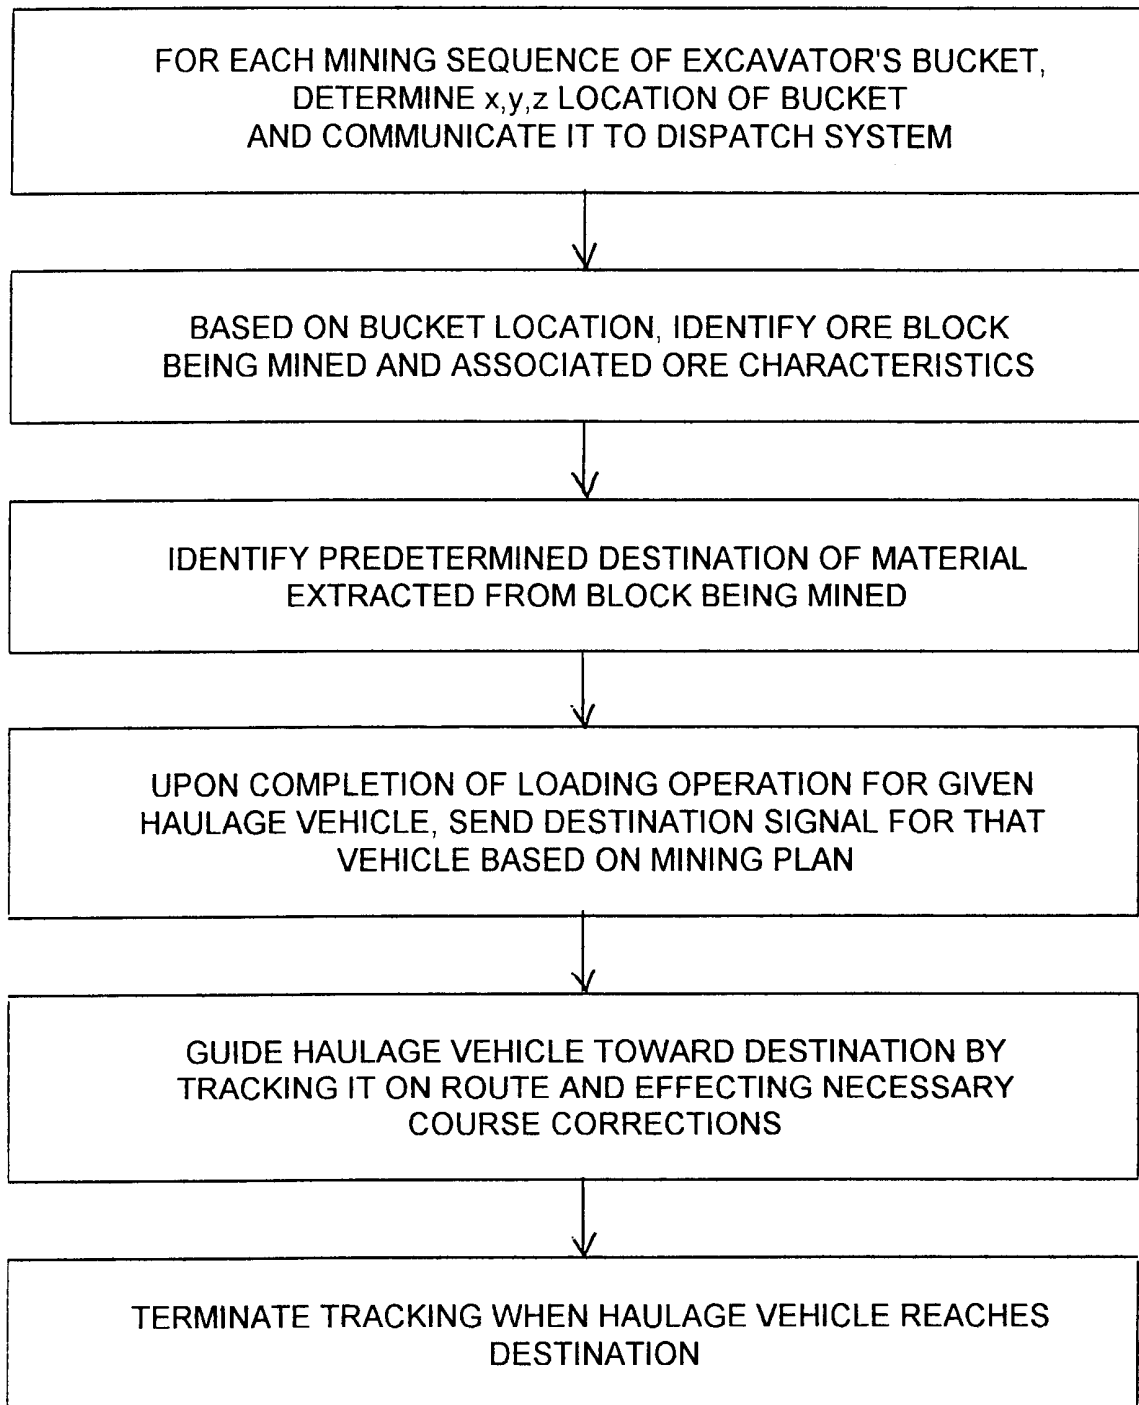 FOR EACH MINING SEQUENCE OF EXCAVATOR'S BUCKET,
DETERMINE x,y,z LOCATION OF BUCKET
AND COMMUNICATE IT TO DISPATCH SYSTEM
BASED ON BUCKET LOCATION, IDENTIFY ORE BLOCK
BEING MINED AND ASSOCIATED ORE CHARACTERISTICS
IDENTIFY PREDETERMINED DESTINATION OF MATERIAL
EXTRACTED FROM BLOCK BEING MINED
UPON COMPLETION OF LOADING OPERATION FOR GIVEN
HAULAGE VEHICLE, SEND DESTINATION SIGNAL FOR THAT
VEHICLE BASED ON MINING PLAN
GUIDE HAULAGE VEHICLE TOWARD DESTINATION BY
TRACKING IT ON ROUTE AND EFFECTING NECESSARY
COURSE CORRECTIONS
TERMINATE TRACKING WHEN HAULAGE VEHICLE REACHES
DESTINATION